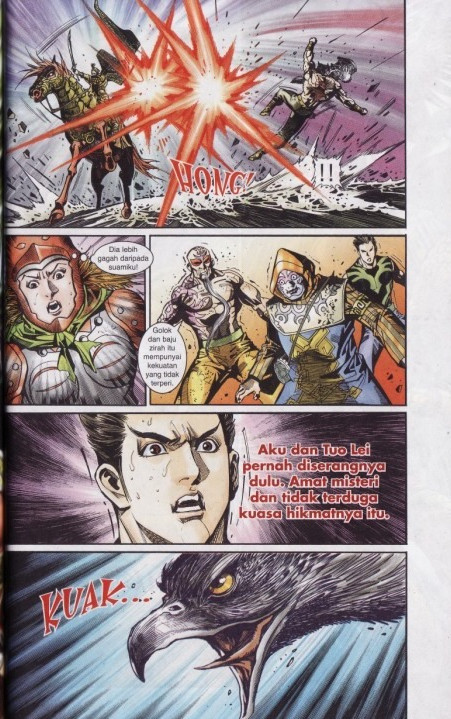 HONG!
!!
Dia lebih
gagah daripada
suamiku!
Golok
dan baju
zirah itu
mempunyai
kekuatan
yang tidak
terperi.
Aku dan Tuo Lei
pernah diserangnya
dulu. Amat misteri
dan tidak terduga
kuasa hikmatnya itu.
KUAK...